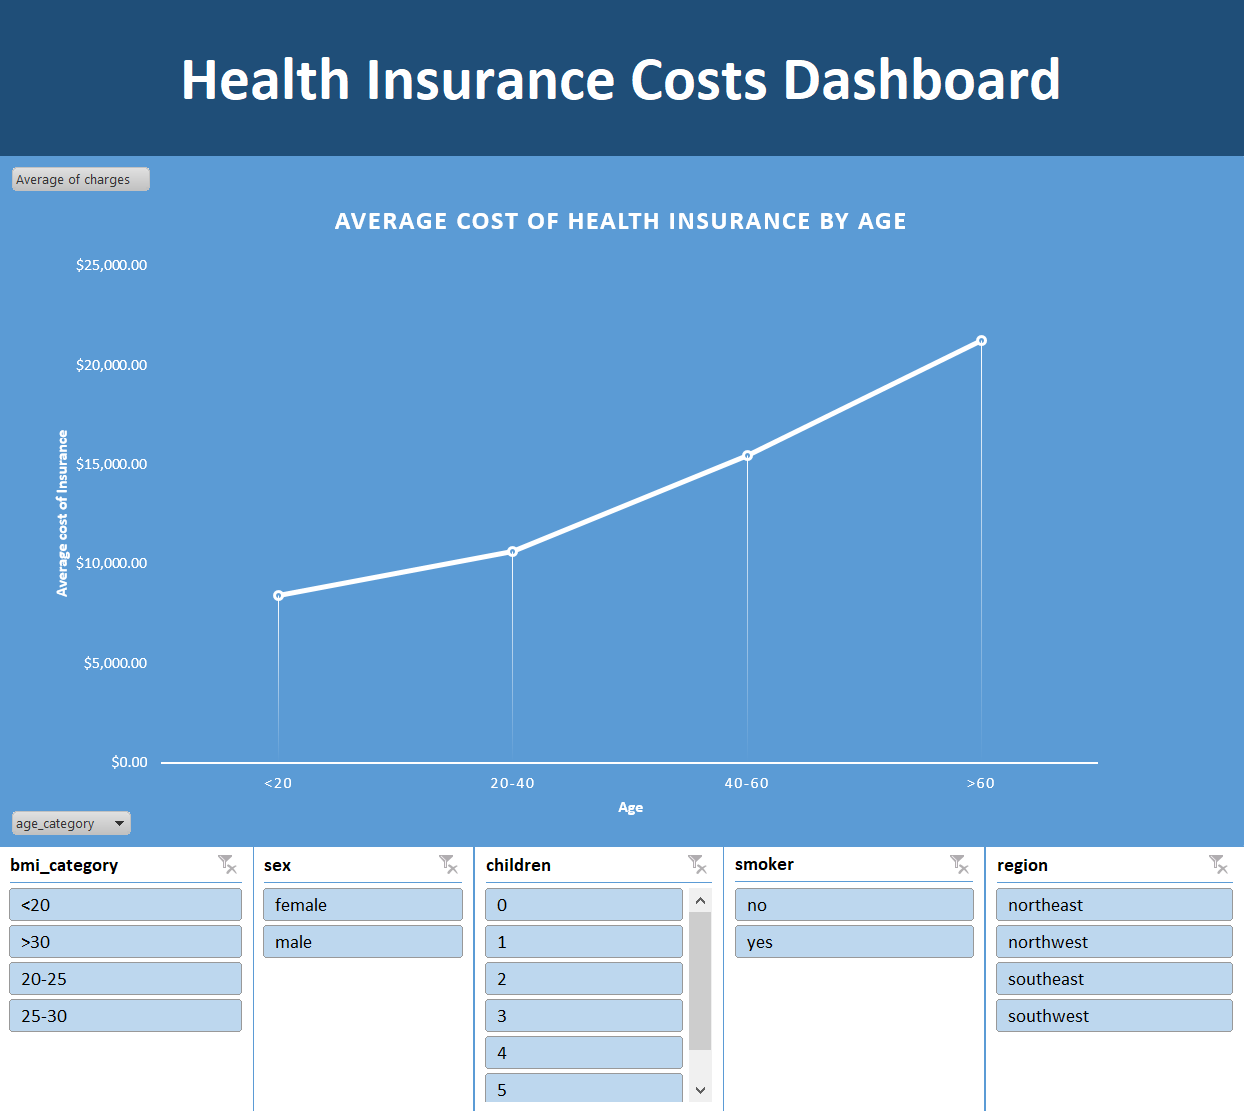 Health Insurance Costs Dashboard
Average of charges
AVERAGE COST OF HEALTH INSURANCE BY AGE
$25,000.00
$20,000.00
$15,000.00
$10,000.00
$5,000.00
$0.00
Average cost of Insurance
<20
20-40
40-60
>60
Age
age_category
bmi_category
<20
>30
20-25
25-30
sex
female
male
children
0
1
2
3
4
5
smoker
no
yes
region
northeast
northwest
southeast
southwest